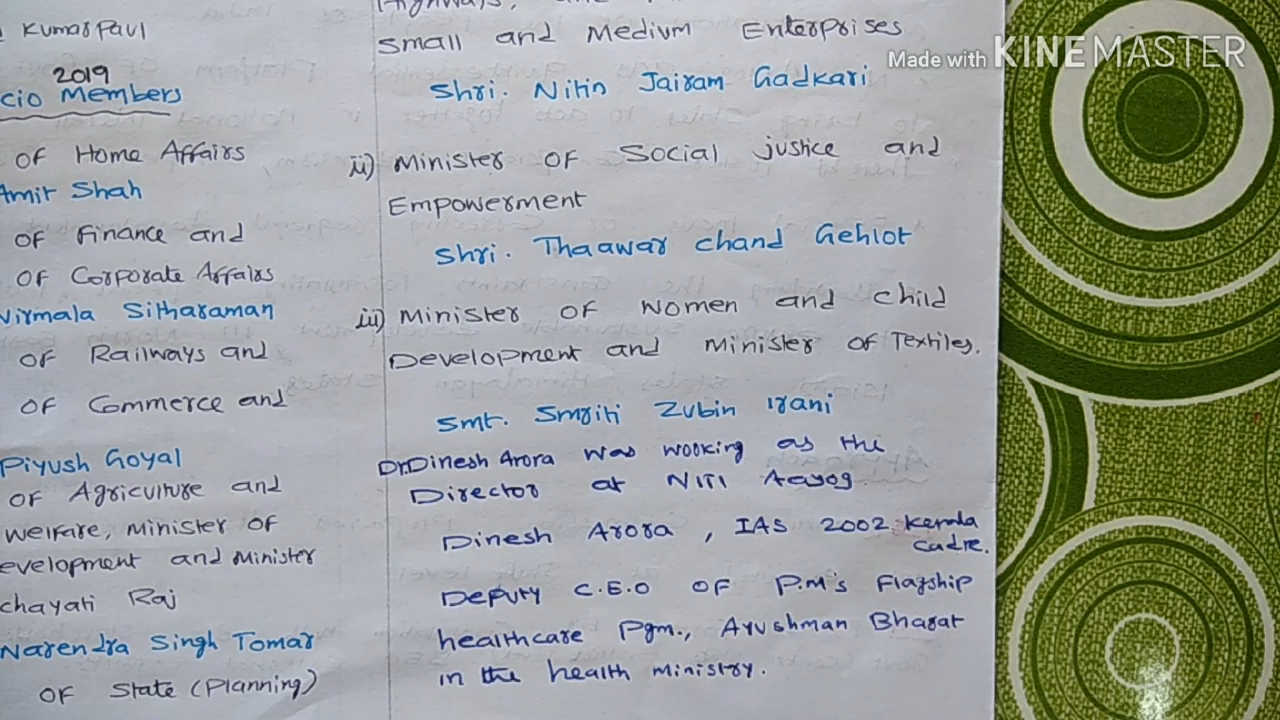 Kumar Paul
2019
cio Members
OF Home Affairs
Amit Shah
OF Finance and
OF Corporate Affairs
Nirmala Sitharaman
OF Railways and
OF Commerce and
Piyush Goyal
OF Agriculture and
welfare, Minister OF
evelopment and Minister
chayati Raj
Narendra Singh Tomar
OF State (Planning)
Highways,
Small and Medium Enterprises
Shri. Nitin Jairam Gadkari
ii) Minister OF Social justice and
Empowerment
Shri. Thaawar chand Gehlot
iii) Minister OF Women and child
Development and Minister OF Textiles.
Smt. Smriti Zubin Irani
Dr.Dinesh Arora was working as the
Director at NITI Aayog
Dinesh Arora, IAS 2002 Kerala
cadre.
Deputy C.E.O OF P.M's Flagship
healthcare Pgm., Ayushman Bharat
in the health ministry.
Made with KINEMASTER